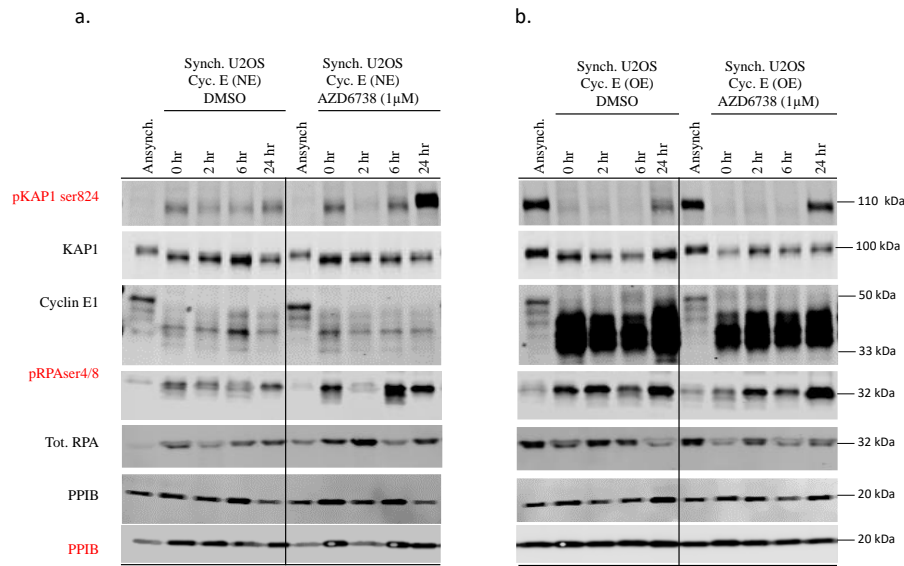 a.
Synch. U2OS
Cyc. E (NE)
DMSO
Synch. U2OS
Cyc. E (NE)
AZD6738 (1µM)
Ansynch.
0 hr
2 hr
6 hr
24 hr
Ansynch.
0 hr
2 hr
6 hr
24 hr
pKAP1 ser824
KAP1
Cyclin E1
pRPAser4/8
Tot. RPA
PPIB
PPIB
b.
Synch. U2OS
Cyc. E (OE)
DMSO
Synch. U2OS
Cyc. E (OE)
AZD6738 (1µM)
Ansynch.
0 hr
2 hr
6 hr
24 hr
Ansynch.
0 hr
2 hr
6 hr
24 hr
110 kDa
100 kDa
50 kDa
33 kDa
32 kDa
32 kDa
20 kDa
20 kDa